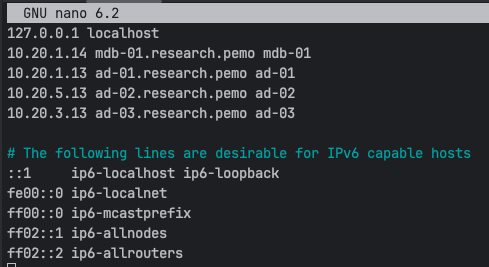 GNU nano 6.2
127.0.0.1 localhost
10.20.1.14 mdb-01.research.pemo mdb-01
10.20.1.13 ad-01.research.pemo ad-01
10.20.5.13 ad-02.research.pemo ad-02
10.20.3.13 ad-03.research.pemo ad-03
# The following lines are desirable for IPv6 capable hosts
::1     ip6-localhost ip6-loopback
fe00::0 ip6-localnet
ff00::0 ip6-mcastprefix
ff02::1 ip6-allnodes
ff02::2 ip6-allrouters